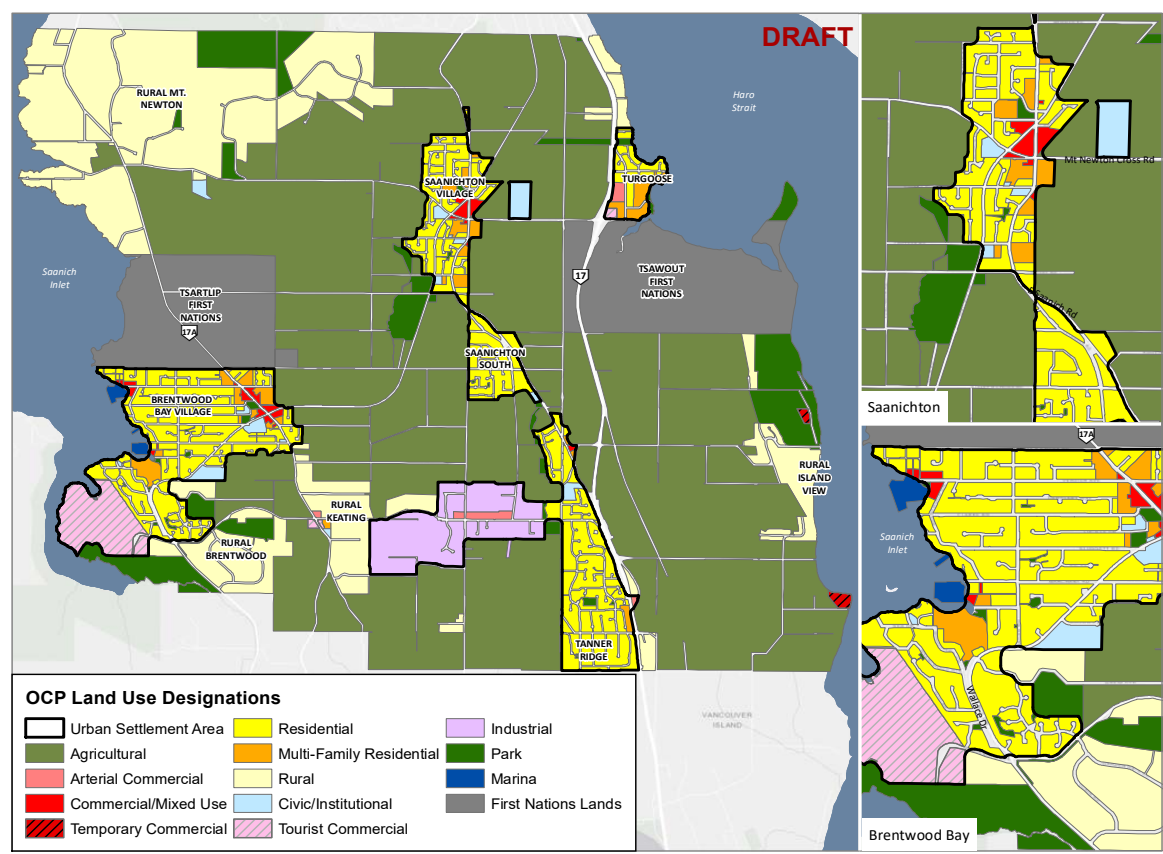 DRAFT
RURAL MT.
NEWTON
Haro
Strait
SAANICHTON
VILLAGE
TURGOOSE
Saanich
Inlet
TSARTLIP
FIRST
NATIONS
17A
17
TSAWOUT
FIRST
NATIONS
SAANICHTON
SOUTH
BRENTWOOD
BAY VILLAGE
RURAL
ISLAND
VIEW
RURAL
KEATING
RURAL
BRENTWOOD
TANNER
RIDGE
VANCOUVER
ISLAND
OCP Land Use Designations
Urban Settlement Area
Agricultural
Arterial Commercial
Commercial/Mixed Use
Temporary Commercial
Residential
Multi-Family Residential
Rural
Civic/Institutional
Tourist Commercial
Industrial
Park
Marina
First Nations Lands
Mt Newton Cross Rd
Saanich Rd
Saanichton
17A
Saanich
Inlet
Wallace Dr
Brentwood Bay